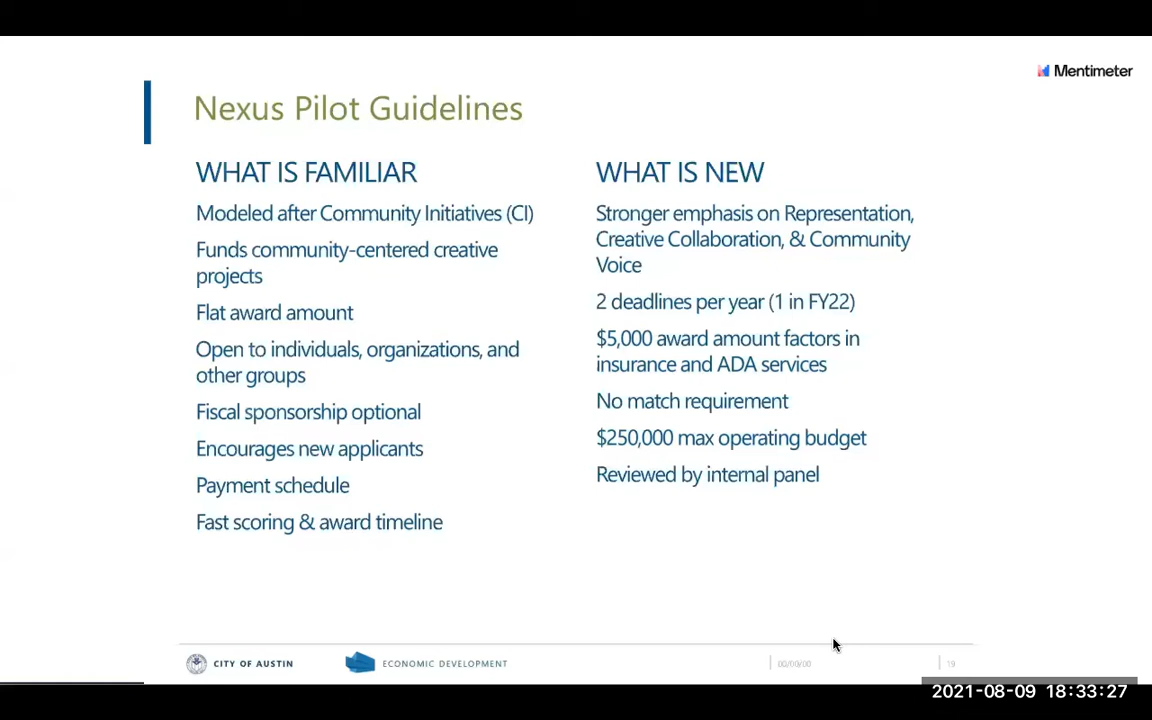 Mentimeter
Nexus Pilot Guidelines
WHAT IS FAMILIAR
Modeled after Community Initiatives (CI)
Funds community-centered creative
projects
Flat award amount
Open to individuals, organizations, and
other groups
Fiscal sponsorship optional
Encourages new applicants
Payment schedule
Fast scoring & award timeline
WHAT IS NEW
Stronger emphasis on Representation,
Creative Collaboration, & Community
Voice
2 deadlines per year (1 in FY22)
$5,000 award amount factors in
insurance and ADA services
No match requirement
$250,000 max operating budget
Reviewed by internal panel
CITY OF AUSTIN
ECONOMIC DEVELOPMENT
00/00/00
19
2021-08-09 18:33:27